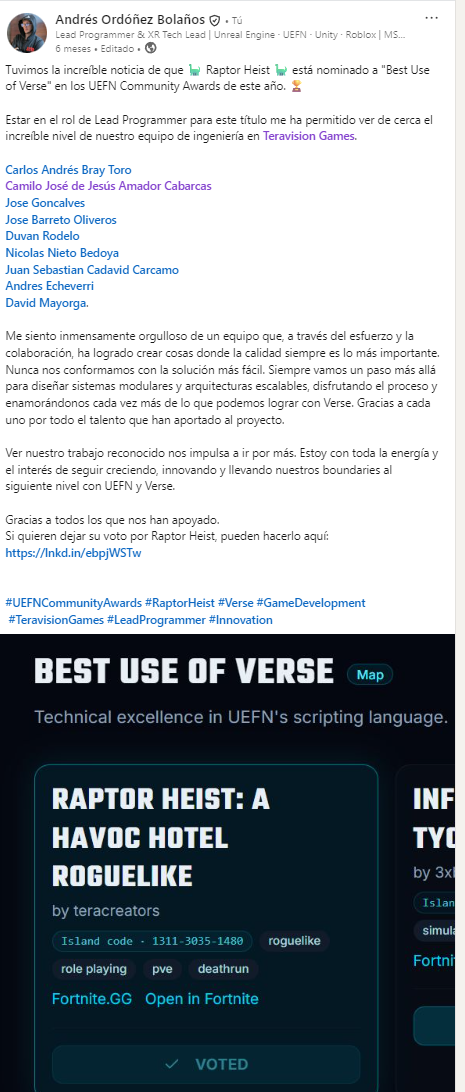 Andrés Ordóñez Bolaños • Tú
Lead Programmer & XR Tech Lead | Unreal Engine · UEFN · Unity · Roblox | MS...
6 meses • Editado •
Tuvimos la increíble noticia de que 🦖 Raptor Heist 🦖 está nominado a "Best Use
of Verse" en los UEFN Community Awards de este año. 🏆
Estar en el rol de Lead Programmer para este título me ha permitido ver de cerca el
increíble nivel de nuestro equipo de ingeniería en Teravision Games.
Carlos Andrés Bray Toro
Camilo José de Jesús Amador Cabarcas
Jose Goncalves
Jose Barreto Oliveros
Duvan Rodelo
Nicolas Nieto Bedoya
Juan Sebastian Cadavid Carcamo
Andres Echeverri
David Mayorga.
Me siento inmensamente orgulloso de un equipo que, a través del esfuerzo y la
colaboración, ha logrado crear cosas donde la calidad siempre es lo más importante.
Nunca nos conformamos con la solución más fácil. Siempre vamos un paso más allá
para diseñar sistemas modulares y arquitecturas escalables, disfrutando el proceso y
enamorándonos cada vez más de lo que podemos lograr con Verse. Gracias a cada
uno por todo el talento que han aportado al proyecto.
Ver nuestro trabajo reconocido nos impulsa a ir por más. Estoy con toda la energía y
el interés de seguir creciendo, innovando y llevando nuestros boundaries al
siguiente nivel con UEFN y Verse.
Gracias a todos los que nos han apoyado.
Si quieren dejar su voto por Raptor Heist, pueden hacerlo aquí:
https://lnkd.in/ebpjWSTw
#UEFNCommunityAwards #RaptorHeist #Verse #GameDevelopment
#TeravisionGames #LeadProgrammer #Innovation
BEST USE OF VERSE Map
Technical excellence in UEFN's scripting language.
RAPTOR HEIST: A
HAVOC HOTEL
ROGUELIKE
by teracreators
Island code · 1311-3035-1480 roguelike
role playing pve deathrun
Fortnite.GG Open in Fortnite
✓ VOTED
INF
TYC
by 3xl
Islan
simula
Fortni